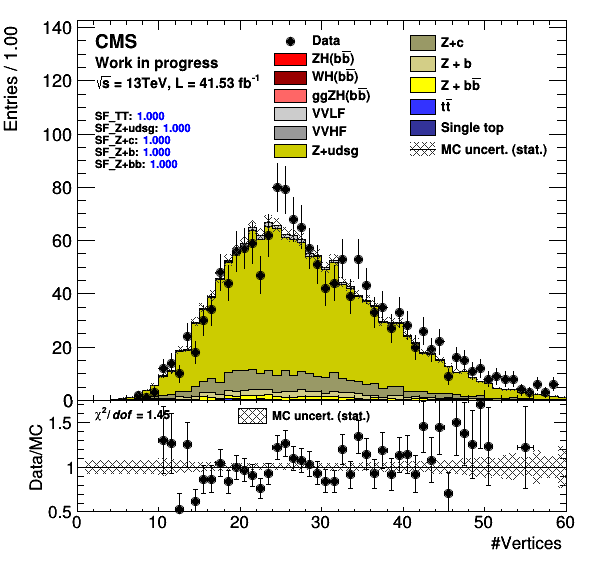 CMS
Work in progress
√s = 13TeV, L = 41.53 fb⁻¹
SF_TT: 1.000
SF_Z+udsg: 1.000
SF_Z+c: 1.000
SF_Z+b: 1.000
SF_Z+bb: 1.000
Data
ZH(bb̅)
WH(bb̅)
ggZH(bb̅)
VVLF
VVHF
Z+udsg
Z+c
Z + b
Z + bb̅
tt̅
Single top
MC uncert. (stat.)
Entries / 1.00
140
120
100
80
60
40
20
0
χ²/dof = 1.45
MC uncert. (stat.)
Data/MC
1.5
1
0.5
0 10 20 30 40 50 60
#Vertices